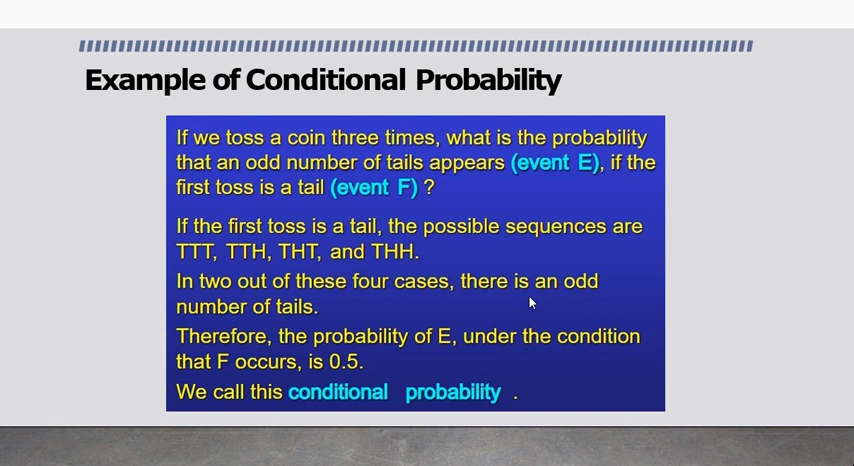 Example of Conditional Probability
If we toss a coin three times, what is the probability
that an odd number of tails appears (event E), if the
first toss is a tail (event F) ?
If the first toss is a tail, the possible sequences are
TTT, TTH, THT, and THH.
In two out of these four cases, there is an odd
number of tails.
Therefore, the probability of E, under the condition
that F occurs, is 0.5.
We call this conditional probability .